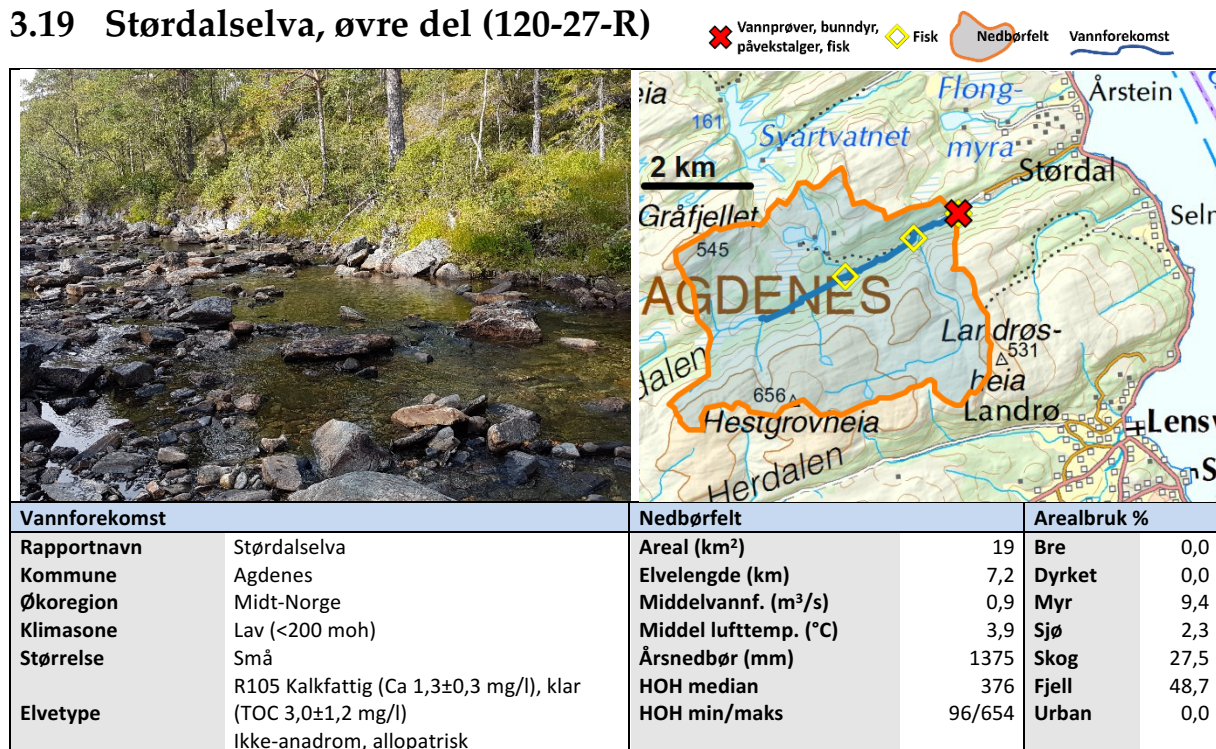 3.19 Størdalselva, øvre del (120-27-R)
Vannprøver, bunndyr,
påvekstalger, fisk
Fisk
Nedbørfelt
Vannforekomst
eia
Flong-
myra
Årstein
161
Svartvatnet
2 km
Størdal
Gråfjellet
545
Seln
AGDENES
Landrøs-
heia
531
dalen
656
Hestgrovneia
Landrø
Lensv
Herdalen
S
Vannforekomst Nedbørfelt Arealbruk %
Rapportnavn Størdalselva Areal (km²) 19 Bre 0,0
Kommune Agdenes Elvelengde (km) 7,2 Dyrket 0,0
Økoregion Midt-Norge Middelvannf. (m³/s) 0,9 Myr 9,4
Klimasone Lav (<200 moh) Middel lufttemp. (°C) 3,9 Sjø 2,3
Størrelse Små Årsnedbør (mm) 1375 Skog 27,5
R105 Kalkfattig (Ca 1,3±0,3 mg/l), klar HOH median 376 Fjell 48,7
Elvetype (TOC 3,0±1,2 mg/l) HOH min/maks 96/654 Urban 0,0
Ikke-anadrom, allopatrisk